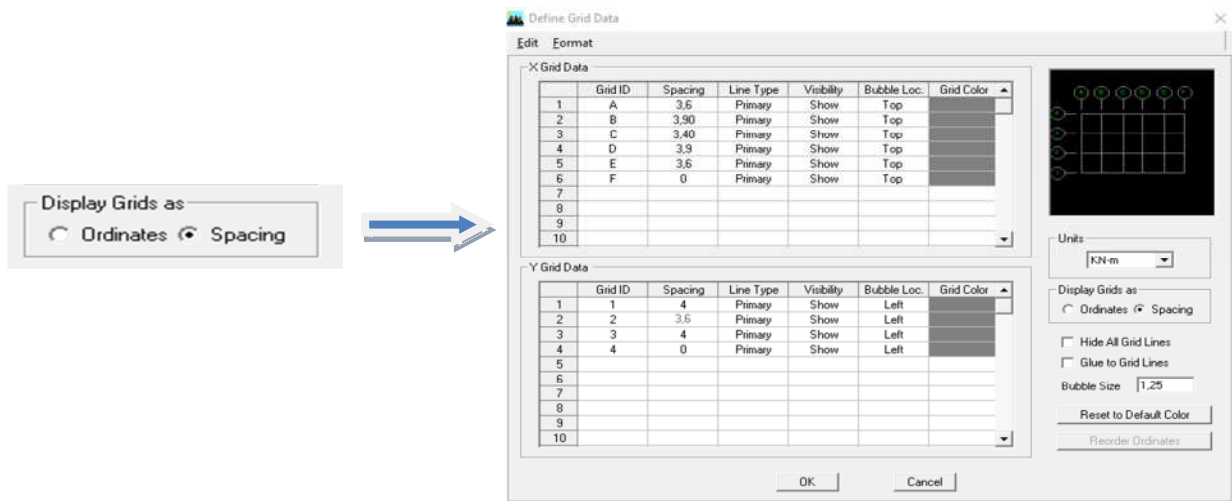 Display Grids as
Ordinates Spacing
Define Grid Data
Edit Format
X Grid Data
Grid ID Spacing Line Type Visibility Bubble Loc. Grid Color
1 A 3,6 Primary Show Top
2 B 3,90 Primary Show Top
3 C 3,40 Primary Show Top
4 D 3,9 Primary Show Top
5 E 3,6 Primary Show Top
6 F 0 Primary Show Top
7
8
9
10
Y Grid Data
Grid ID Spacing Line Type Visibility Bubble Loc. Grid Color
1 1 4 Primary Show Left
2 2 3,6 Primary Show Left
3 3 4 Primary Show Left
4 4 0 Primary Show Left
5
6
7
8
9
10
Units
KN-m
Display Grids as
Ordinates Spacing
Hide All Grid Lines
Glue to Grid Lines
Bubble Size 1,25
Reset to Default Color
Reorder Ordinates
OK Cancel